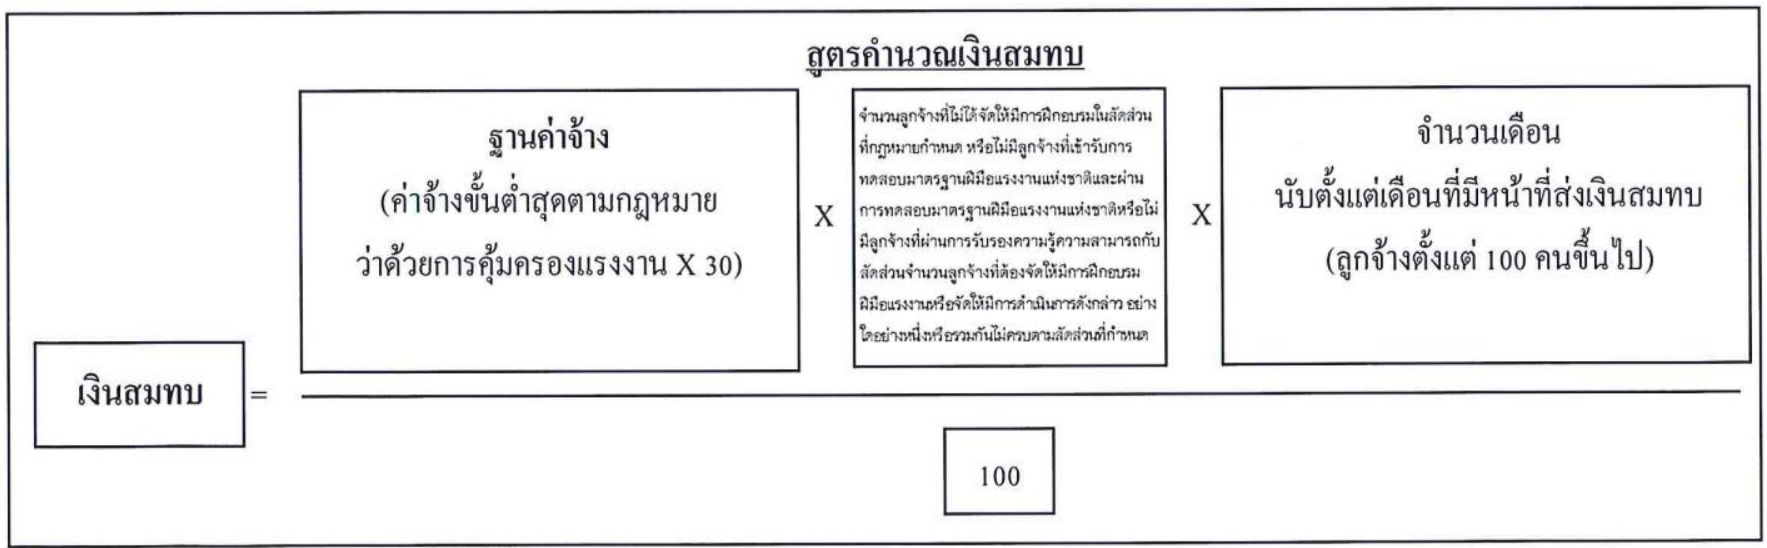 สูตรคำนวณเงินสมทบ
ฐานค่าจ้าง
(ค่าจ้างขั้นต่ำสุดตามกฎหมาย
ว่าด้วยการคุ้มครองแรงงาน X 30)
X
จำนวนลูกจ้างที่ไม่ได้จัดให้มีการฝึกอบรมในสัดส่วน
ที่กฎหมายกำหนด หรือไม่มีลูกจ้างที่เข้ารับการ
ทดสอบมาตรฐานฝีมือแรงงานแห่งชาติและผ่าน
การทดสอบมาตรฐานฝีมือแรงงานแห่งชาติหรือไม่
มีลูกจ้างที่ผ่านการรับรองความรู้ความสามารถกับ
สัดส่วนจำนวนลูกจ้างที่ต้องจัดให้มีการฝึกอบรม
ฝีมือแรงงานหรือจัดให้มีการดำเนินการดังกล่าว อย่าง
ใดอย่างหนึ่งหรือรวมกันไม่ครบตามสัดส่วนที่กำหนด
X
จำนวนเดือน
นับตั้งแต่เดือนที่มีหน้าที่ส่งเงินสมทบ
(ลูกจ้างตั้งแต่ 100 คนขึ้นไป)
เงินสมทบ
=
100